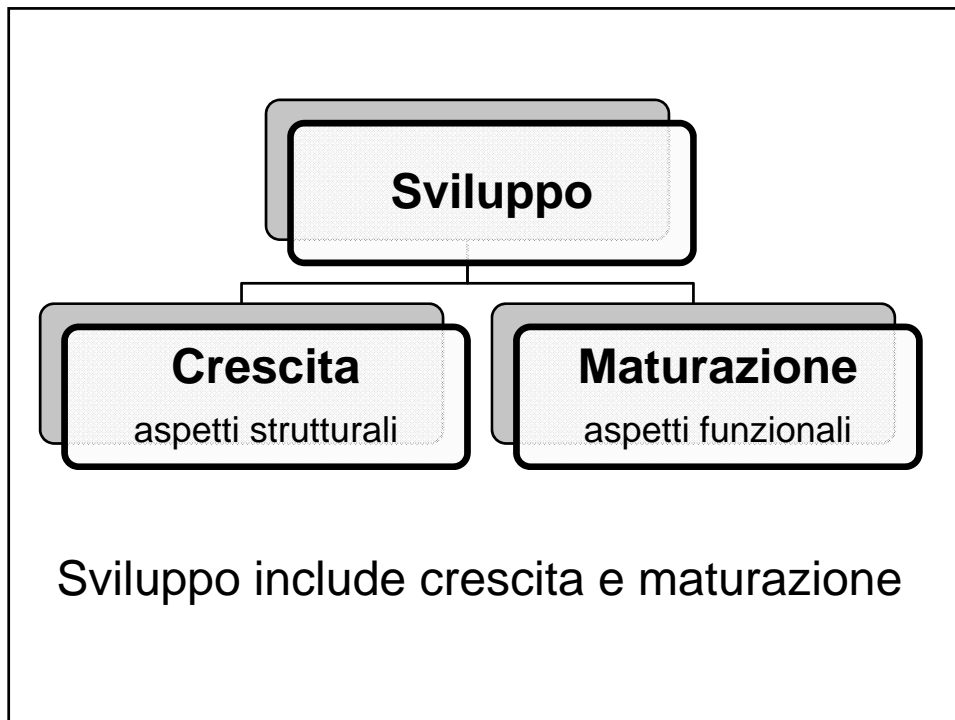 Sviluppo
Crescita
aspetti strutturali
Maturazione
aspetti funzionali
Sviluppo include crescita e maturazione